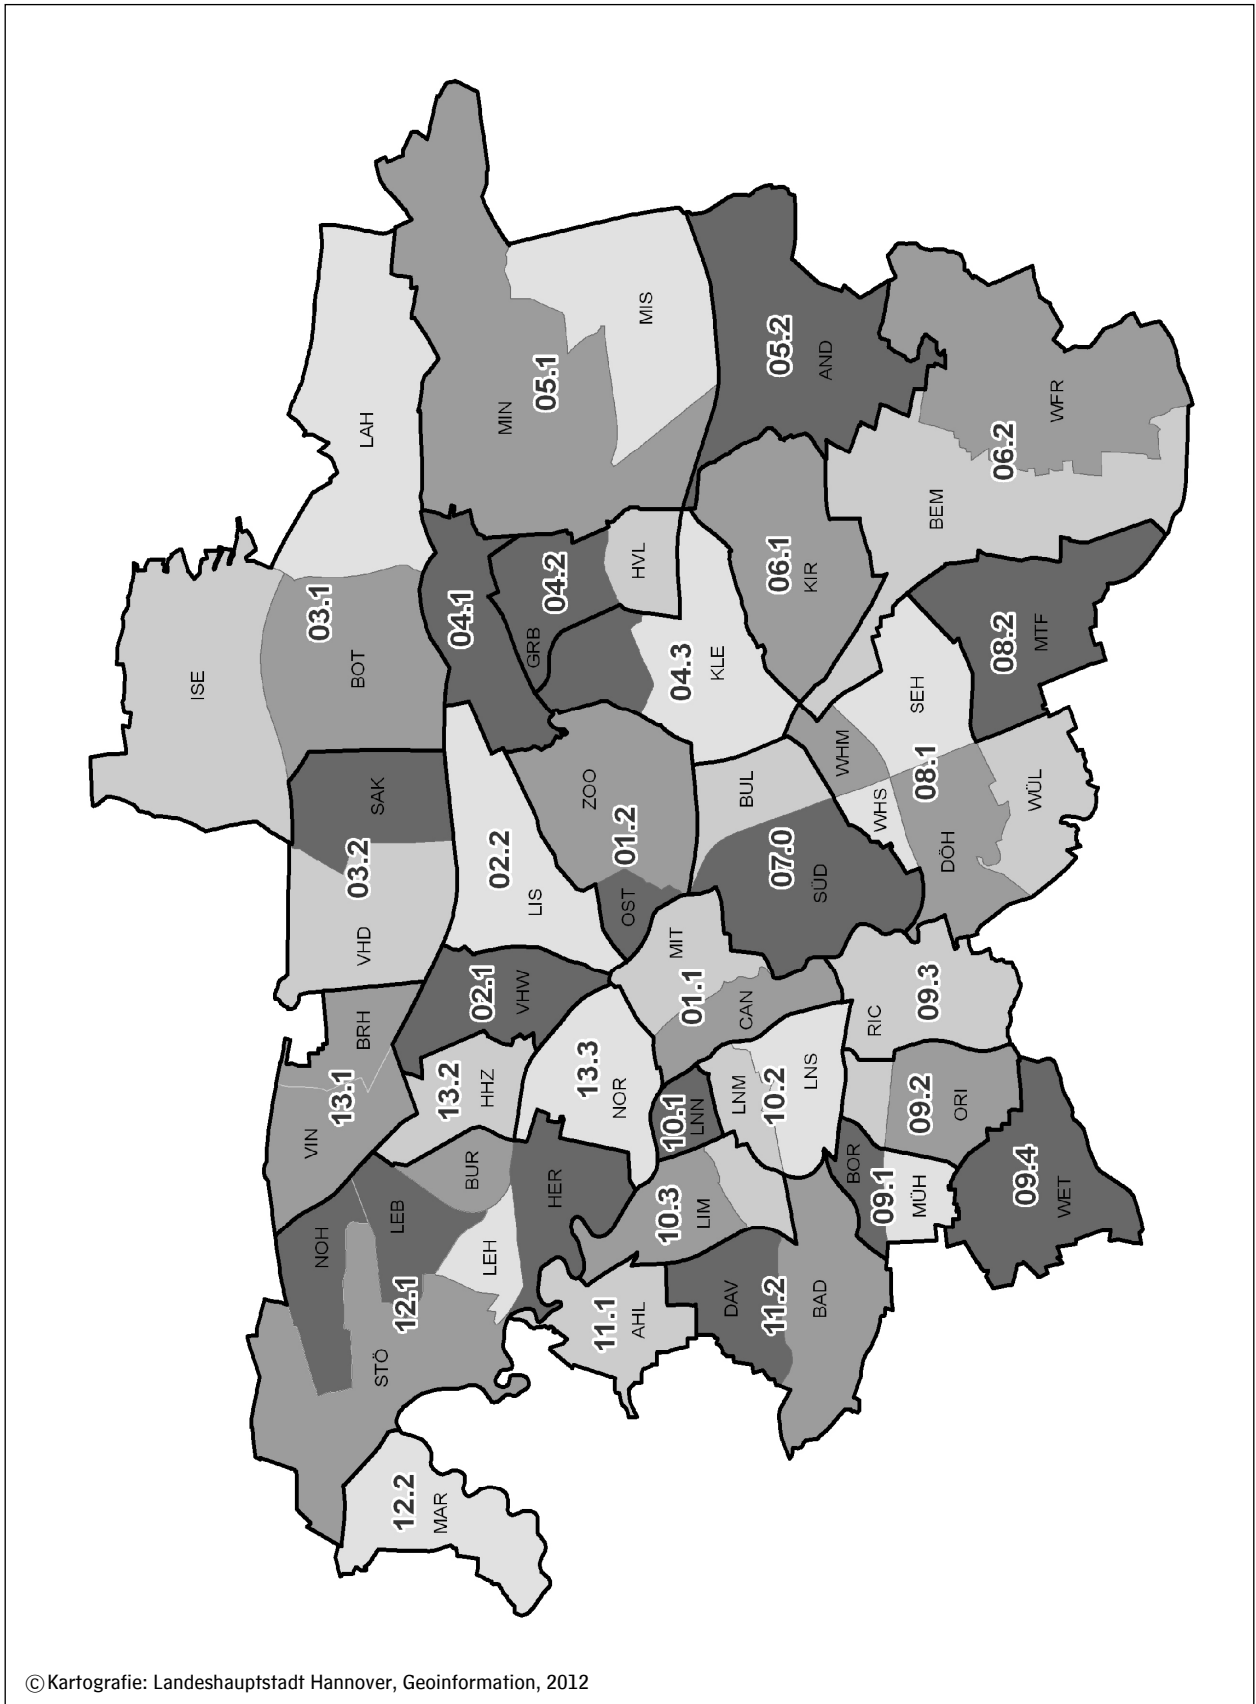 ISE
LAH
03.1
BOT
SAK
03.2
VHD
BRH
13.1
VIN
NOH
LEB
12.1
STÖ
12.2
MAR
MIN
05.1
MIS
04.1
04.2
GRB
HVL
02.2
LIS
02.1
VHW
13.2
HHZ
BUR
LEH
HER
ZOO
01.2
OST
04.3
KLE
MIT
01.1
CAN
13.3
NOR
10.1
LNN
10.3
LIM
11.1
AHL
05.2
AND
06.1
KIR
BUL
07.0
SÜD
LNM
10.2
LNS
DAV
11.2
BAD
WFR
06.2
BEM
08.2
MTF
SEH
WHM
08.1
WHS
DÖH
WÜL
RIC
09.3
09.2
ORI
BOR
09.1
MÜH
09.4
WET
© Kartografie: Landeshauptstadt Hannover, Geoinformation, 2012